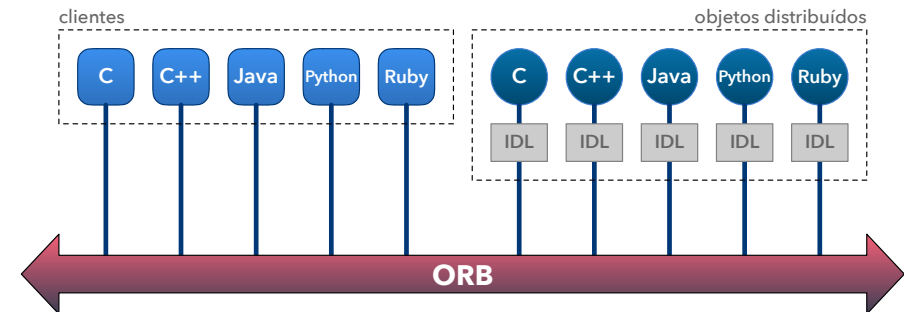 clientes
objetos distribuídos
C C++ Java Python Ruby
C C++ Java Python Ruby
IDL IDL IDL IDL IDL
ORB